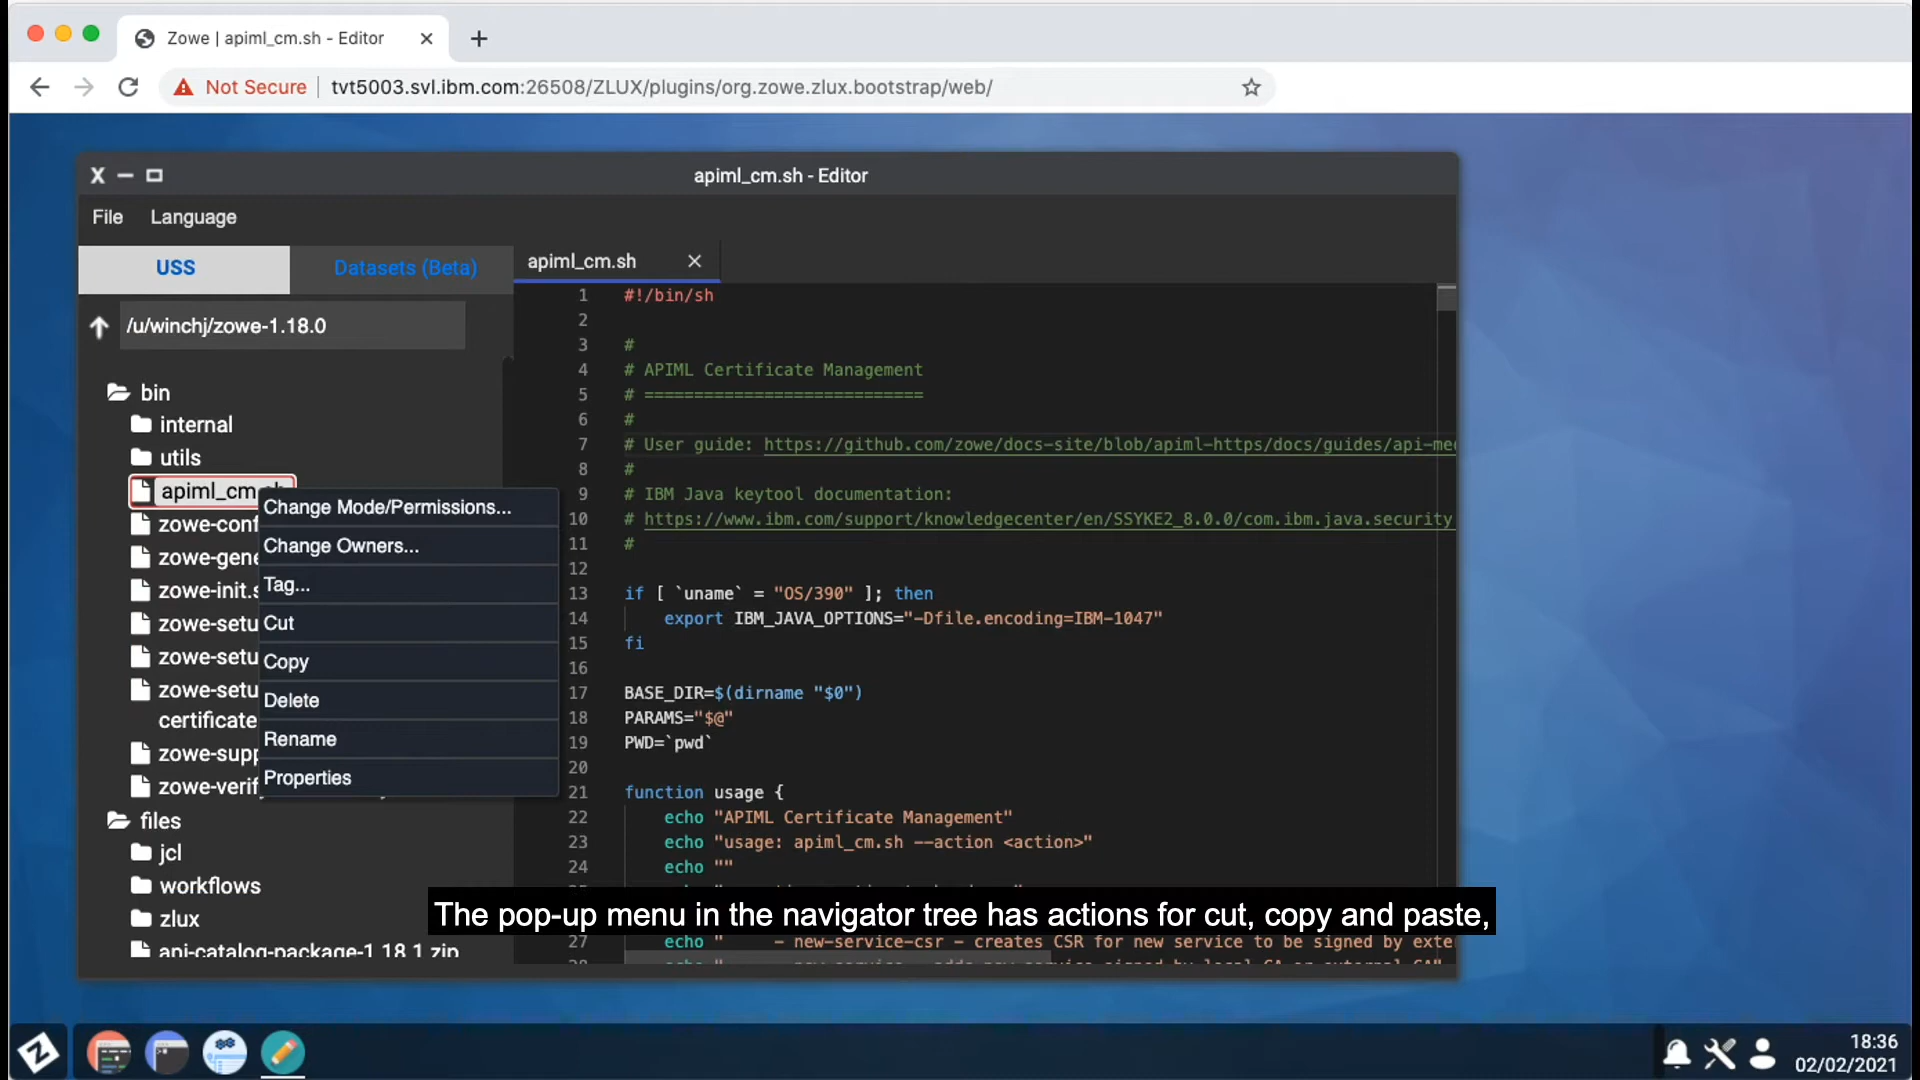 Zowe | apiml_cm.sh - Editor
Not Secure
tvt5003.svl.ibm.com:26508/ZLUX/plugins/org.zowe.zlux.bootstrap/web/
X
apiml_cm.sh - Editor
File Language
USS
Datasets (Beta)
/u/winchj/zowe-1.18.0
bin
internal
utils
apiml_cm.sh
zowe-conf
zowe-gene
zowe-init.s
zowe-setu
zowe-setu
zowe-setu
certificate
zowe-supp
zowe-verify
files
jcl
workflows
zlux
api-catalog-package-1.18.1.zip
Change Mode/Permissions...
Change Owners...
Tag...
Cut
Copy
Delete
Rename
Properties
apiml_cm.sh
1 #!/bin/sh
2
3 #
4 # APIML Certificate Management
5 # ============================
6 #
7 # User guide: https://github.com/zowe/docs-site/blob/apiml-https/docs/guides/api-med
8 #
9 # IBM Java keytool documentation:
10 # https://www.ibm.com/support/knowledgecenter/en/SSYKE2_8.0.0/com.ibm.java.security
11 #
12
13 if [ `uname` = "OS/390" ]; then
14 export IBM_JAVA_OPTIONS="-Dfile.encoding=IBM-1047"
15 fi
16
17 BASE_DIR=$(dirname "$0")
18 PARAMS="$@"
19 PWD=`pwd`
20
21 function usage {
22 echo "APIML Certificate Management"
23 echo "usage: apiml_cm.sh --action <action>"
24 echo ""
27 echo " - new-service-csr - creates CSR for new service to be signed by exte
The pop-up menu in the navigator tree has actions for cut, copy and paste,
18:36
02/02/2021